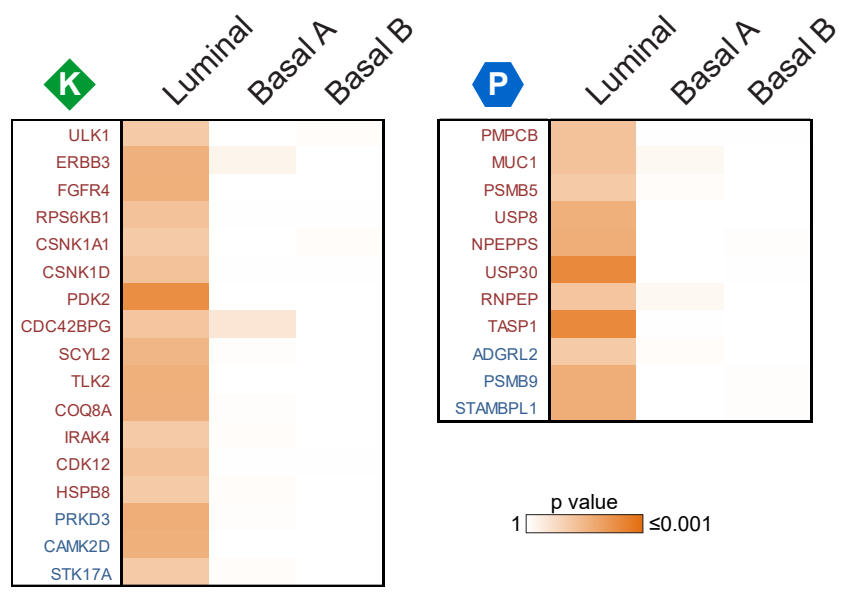 K
Luminal
Basal A
Basal B
ULK1
ERBB3
FGFR4
RPS6KB1
CSNK1A1
CSNK1D
PDK2
CDC42BPG
SCYL2
TLK2
COQ8A
IRAK4
CDK12
HSPB8
PRKD3
CAMK2D
STK17A
P
Luminal
Basal A
Basal B
PMPCB
MUC1
PSMB5
USP8
NPEPPS
USP30
RNPEP
TASP1
ADGRL2
PSMB9
STAMBPL1
p value
1 ≤0.001